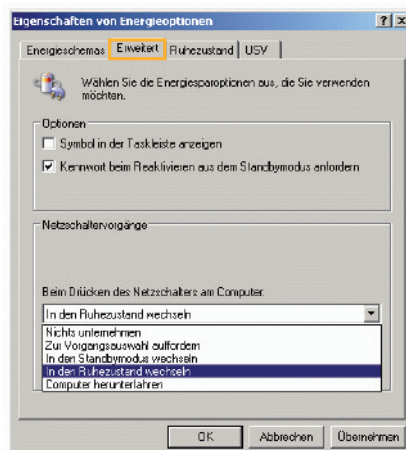 Eigenschaften von Energieoptionen
Energieschemas Erweitert Ruhezustand USV
Wählen Sie die Energiesparoptionen aus, die Sie verwenden
möchten.
Optionen
Symbol in der Taskleiste anzeigen
Kennwort beim Reaktivieren aus dem Standbymodus anfordern
Netzschaltervorgänge
Beim Drücken des Netzschalters am Computer:
In den Ruhezustand wechseln
Nichts unternehmen
Zur Vorgangsauswahl auffordern
In den Standbymodus wechseln
In den Ruhezustand wechseln
Computer herunterfahren
OK Abbrechen Übernehmen